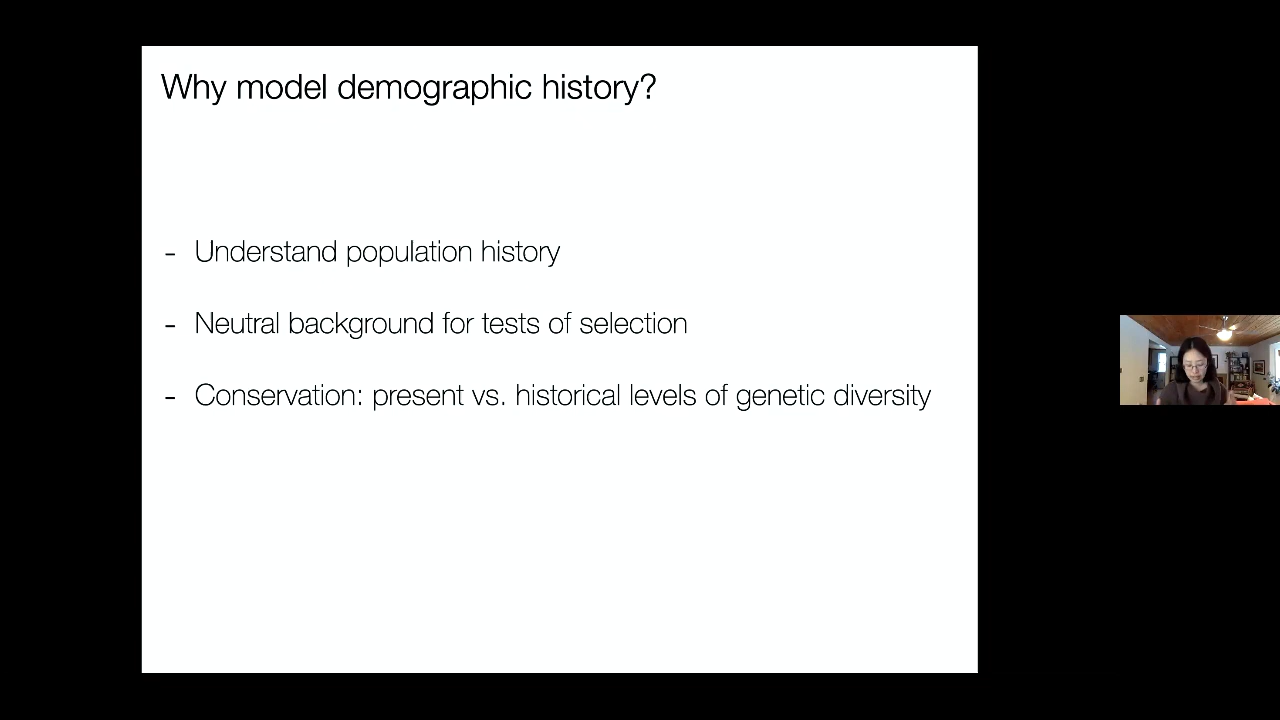 Why model demographic history?
- Understand population history
- Neutral background for tests of selection
- Conservation: present vs. historical levels of genetic diversity